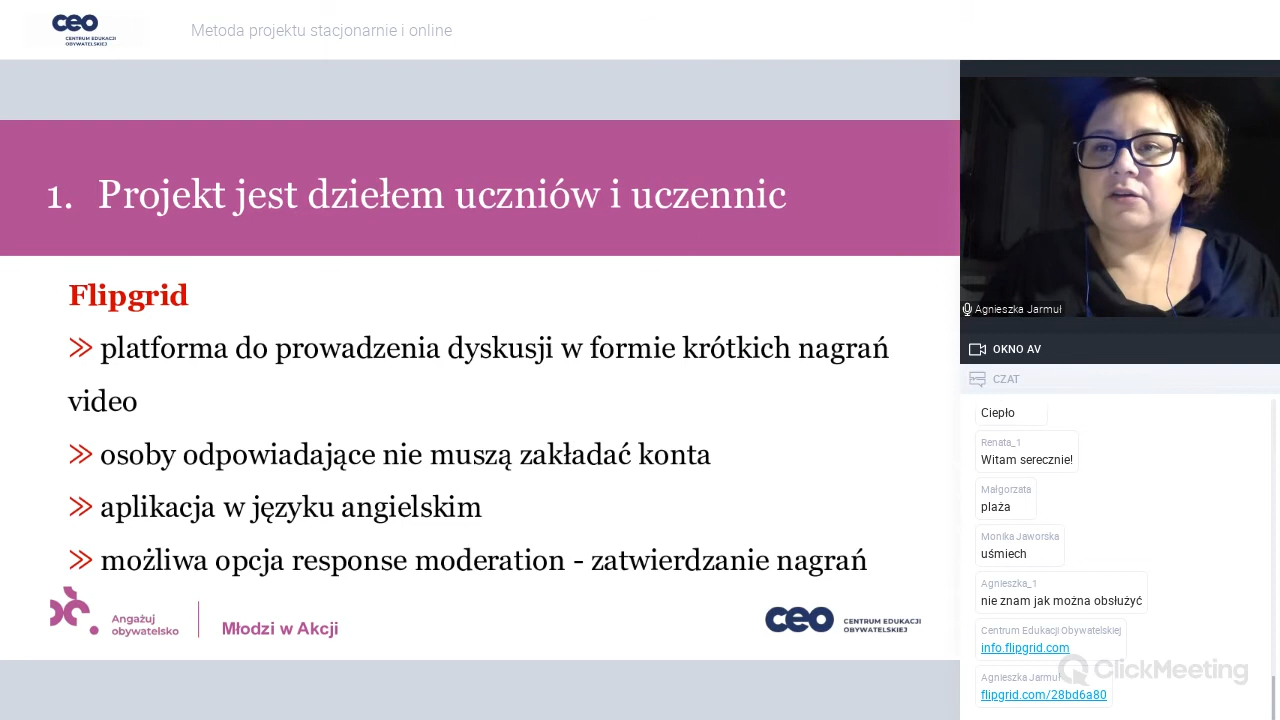 ceo
CENTRUM EDUKACJI
OBYWATELSKIEJ
Metoda projektu stacjonarnie i online
1. Projekt jest dziełem uczniów i uczennic
Flipgrid
platforma do prowadzenia dyskusji w formie krótkich nagrań
video
osoby odpowiadające nie muszą zakładać konta
aplikacja w języku angielskim
możliwa opcja response moderation - zatwierdzanie nagrań
Angażuj
obywatelsko
Młodzi w Akcji
ceo
CENTRUM EDUKACJI
OBYWATELSKIEJ
Agnieszka Jarmuł
OKNO AV
CZAT
Ciepło
Renata_1
Witam serecznie!
Małgorzata
plaża
Monika Jaworska
uśmiech
Agnieszka_1
nie znam jak można obsłużyć
Centrum Edukacji Obywatelskiej
info.flipgrid.com
Agnieszka Jarmuł
flipgrid.com/28bd6a80
ClickMeeting